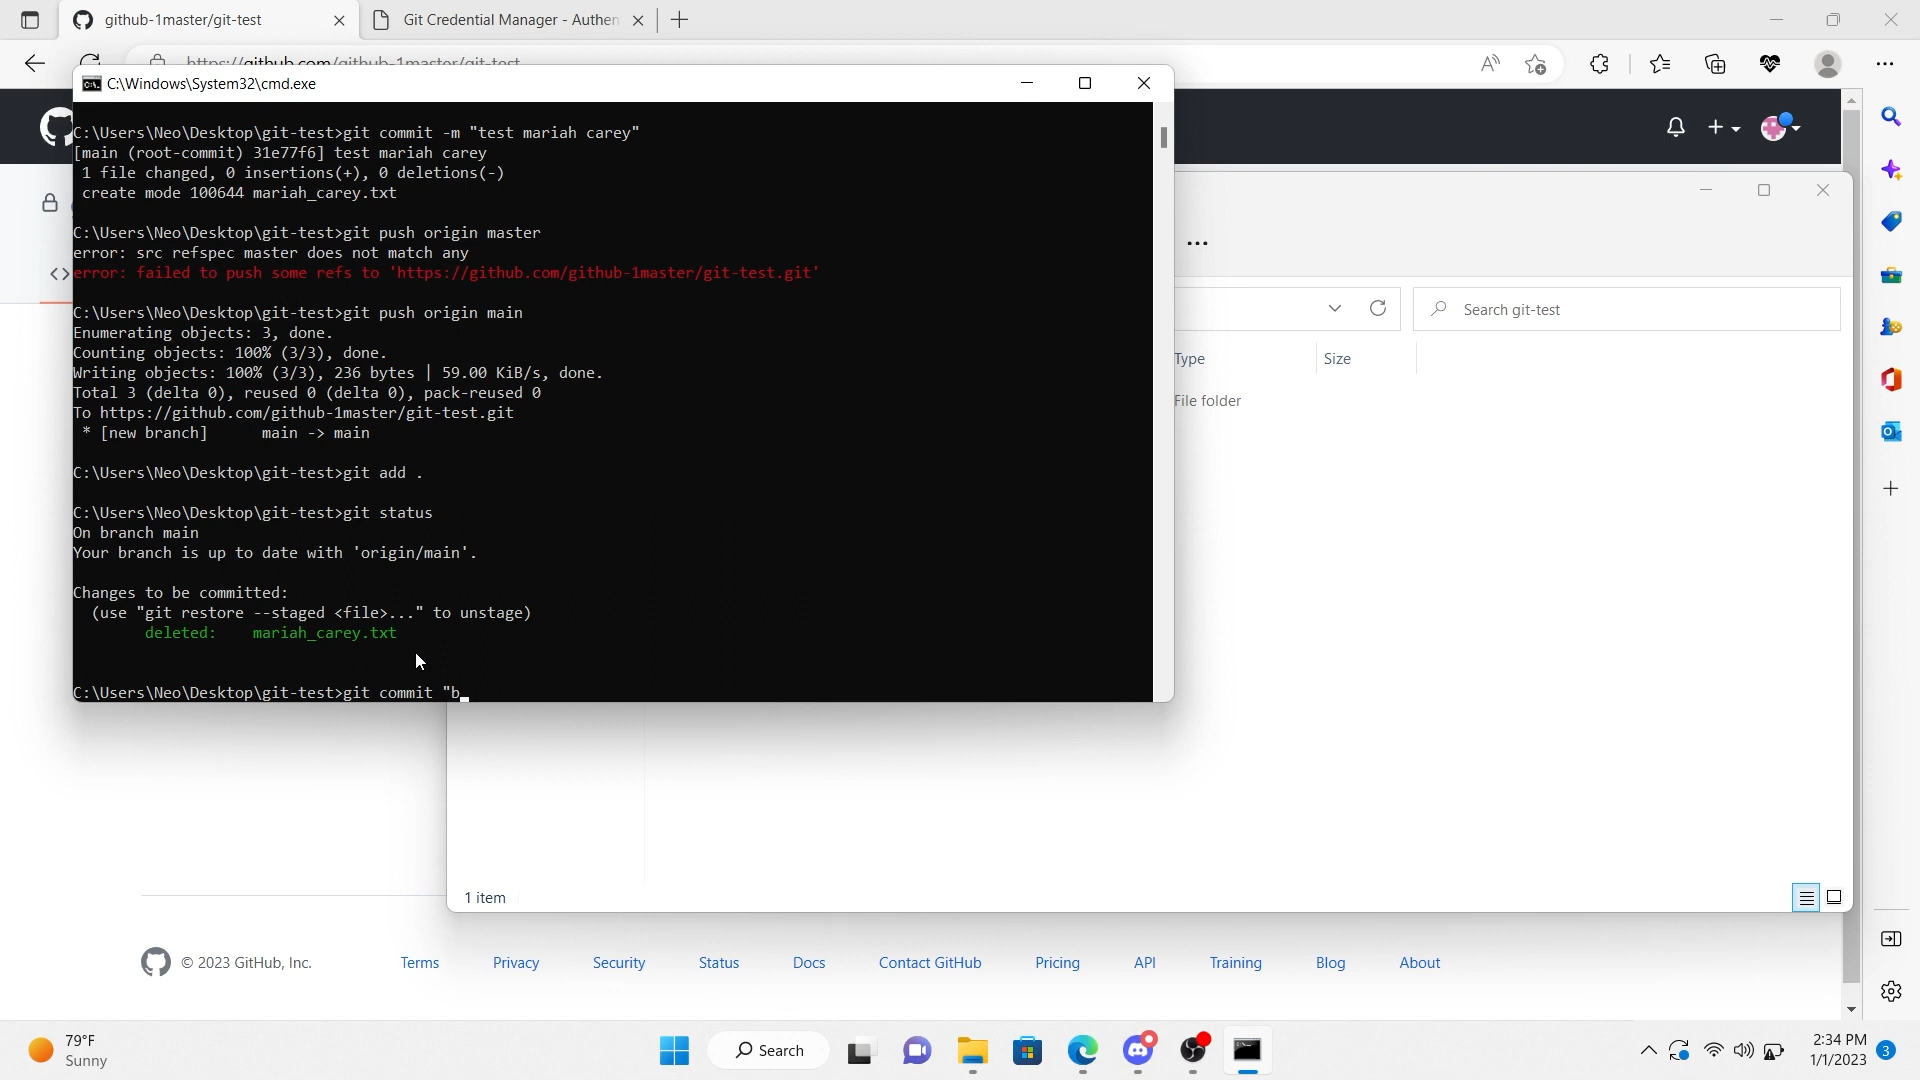 github-1master/git-test
Git Credential Manager - Authen
C:\Windows\System32\cmd.exe
C:\Users\Neo\Desktop\git-test>git commit -m "test mariah carey"
[main (root-commit) 31e77f6] test mariah carey
1 file changed, 0 insertions(+), 0 deletions(-)
create mode 100644 mariah_carey.txt
C:\Users\Neo\Desktop\git-test>git push origin master
error: src refspec master does not match any
error: failed to push some refs to 'https://github.com/github-1master/git-test.git'
C:\Users\Neo\Desktop\git-test>git push origin main
Enumerating objects: 3, done.
Counting objects: 100% (3/3), done.
Writing objects: 100% (3/3), 236 bytes | 59.00 KiB/s, done.
Total 3 (delta 0), reused 0 (delta 0), pack-reused 0
To https://github.com/github-1master/git-test.git
* [new branch]      main -> main
C:\Users\Neo\Desktop\git-test>git add .
C:\Users\Neo\Desktop\git-test>git status
On branch main
Your branch is up to date with 'origin/main'.
Changes to be committed:
(use "git restore --staged <file>..." to unstage)
deleted:    mariah_carey.txt
C:\Users\Neo\Desktop\git-test>git commit "b
Search git-test
Type
Size
File folder
1 item
© 2023 GitHub, Inc.
Terms
Privacy
Security
Status
Docs
Contact GitHub
Pricing
API
Training
Blog
About
79°F
Sunny
Search
2:34 PM
1/1/2023
3